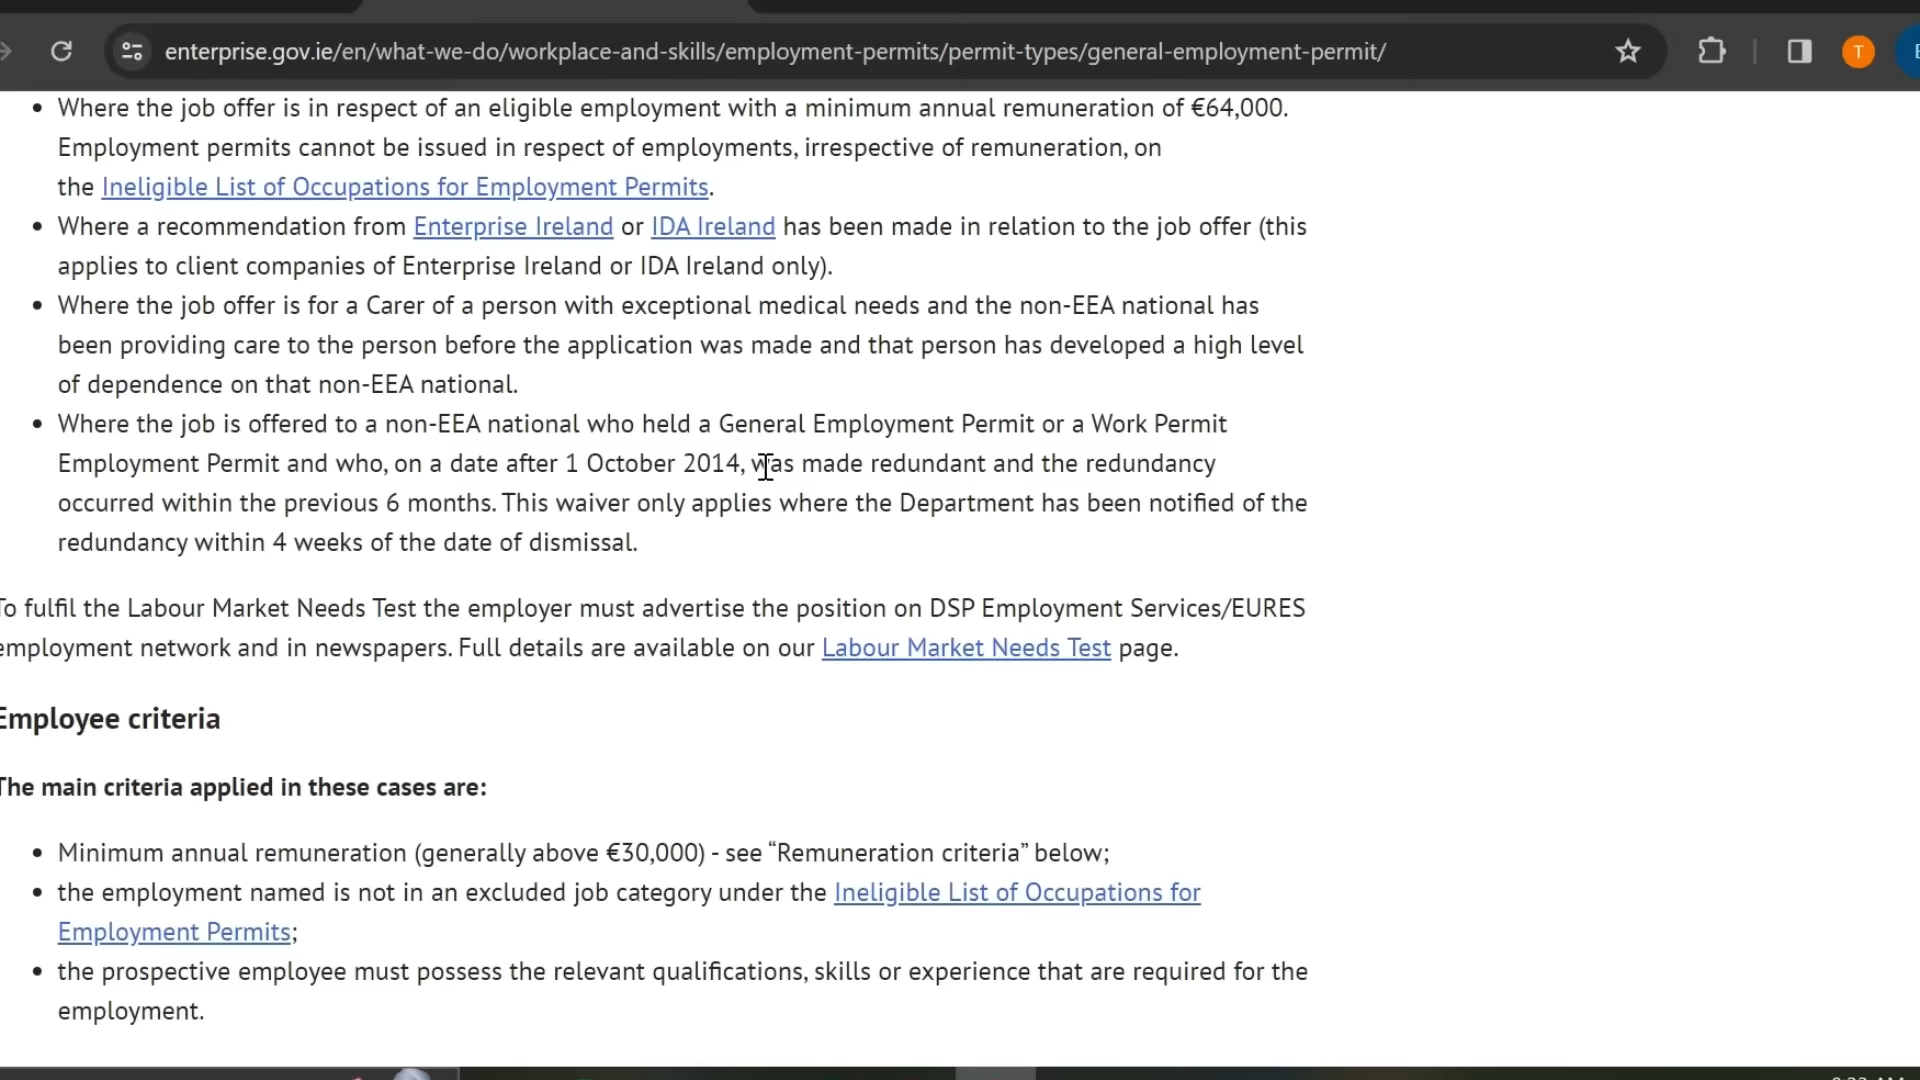 enterprise.gov.ie/en/what-we-do/workplace-and-skills/employment-permits/permit-types/general-employment-permit/
T
• Where the job offer is in respect of an eligible employment with a minimum annual remuneration of €64,000.
Employment permits cannot be issued in respect of employments, irrespective of remuneration, on
the Ineligible List of Occupations for Employment Permits.
• Where a recommendation from Enterprise Ireland or IDA Ireland has been made in relation to the job offer (this
applies to client companies of Enterprise Ireland or IDA Ireland only).
• Where the job offer is for a Carer of a person with exceptional medical needs and the non-EEA national has
been providing care to the person before the application was made and that person has developed a high level
of dependence on that non-EEA national.
• Where the job is offered to a non-EEA national who held a General Employment Permit or a Work Permit
Employment Permit and who, on a date after 1 October 2014, was made redundant and the redundancy
occurred within the previous 6 months. This waiver only applies where the Department has been notified of the
redundancy within 4 weeks of the date of dismissal.
To fulfil the Labour Market Needs Test the employer must advertise the position on DSP Employment Services/EURES
employment network and in newspapers. Full details are available on our Labour Market Needs Test page.
Employee criteria
The main criteria applied in these cases are:
• Minimum annual remuneration (generally above €30,000) - see “Remuneration criteria” below;
• the employment named is not in an excluded job category under the Ineligible List of Occupations for
Employment Permits;
• the prospective employee must possess the relevant qualifications, skills or experience that are required for the
employment.